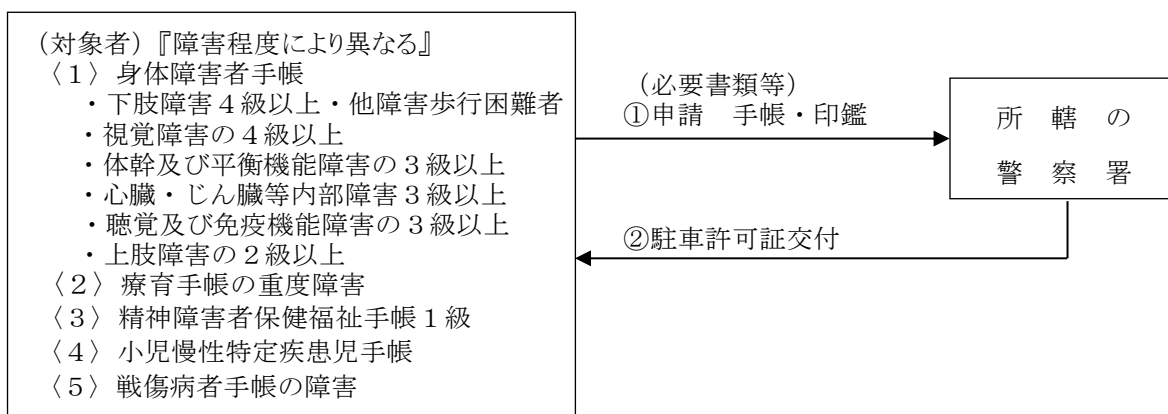 （対象者）『障害程度により異なる』
〈１〉身体障害者手帳
・下肢障害４級以上・他障害歩行困難者
・視覚障害の４級以上
・体幹及び平衡機能障害の３級以上
・心臓・じん臓等内部障害３級以上
・聴覚及び免疫機能障害の３級以上
・上肢障害の２級以上
〈２〉療育手帳の重度障害
〈３〉精神障害者保健福祉手帳１級
〈４〉小児慢性特定疾患児手帳
〈５〉戦傷病者手帳の障害
（必要書類等）
①申請　手帳・印鑑
②駐車許可証交付
所轄の
警察署